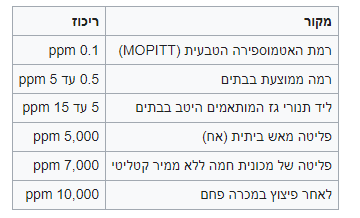 מקור ריכוז
רמת האטמוספירה הטבעית (MOPITT) 0.1 ppm
רמה ממוצעת בבתים 0.5 עד 5 ppm
ליד תנורי גז המותאמים היטב בבתים 5 עד 15 ppm
פליטה מאש ביתית (אח) 5,000 ppm
פליטה של מכונית חמה ללא ממיר קטליטי 7,000 ppm
לאחר פיצוץ במכרה פחם 10,000 ppm